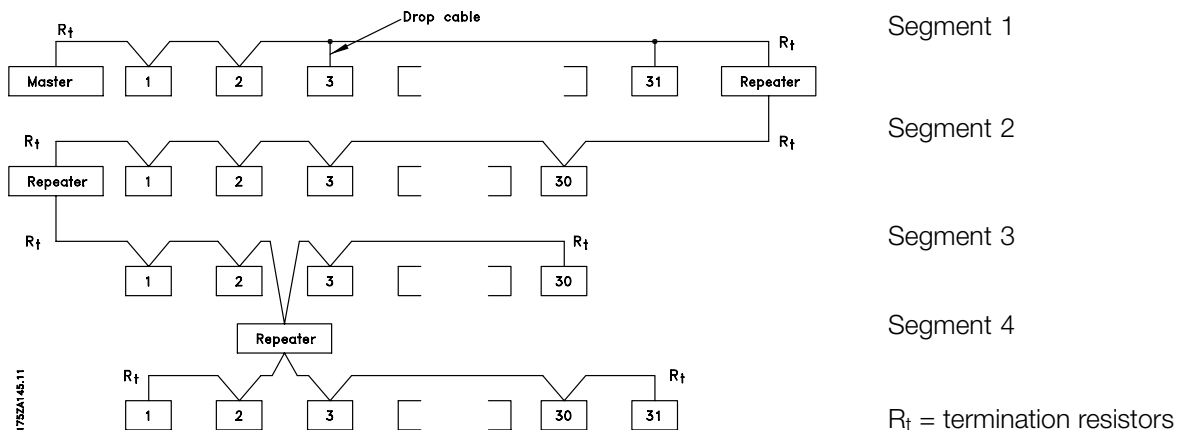 Drop cable
Rt Rt Segment 1
Master 1 2 3 31 Repeater
Segment 2
Rt Rt
Repeater 1 2 3 30
Rt Rt Segment 3
1 2 3 30
Repeater Segment 4
Rt Rt
1 2 3 30 31
Rt = termination resistors
175ZA145.11